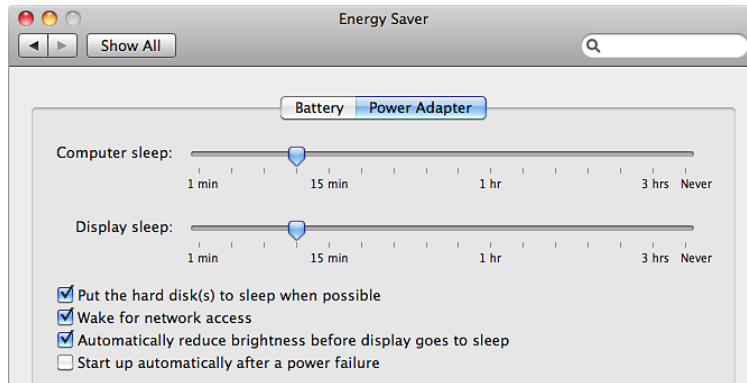 Energy Saver
Show All
Battery Power Adapter
Computer sleep:
1 min 15 min 1 hr 3 hrs Never
Display sleep:
1 min 15 min 1 hr 3 hrs Never
Put the hard disk(s) to sleep when possible
Wake for network access
Automatically reduce brightness before display goes to sleep
Start up automatically after a power failure